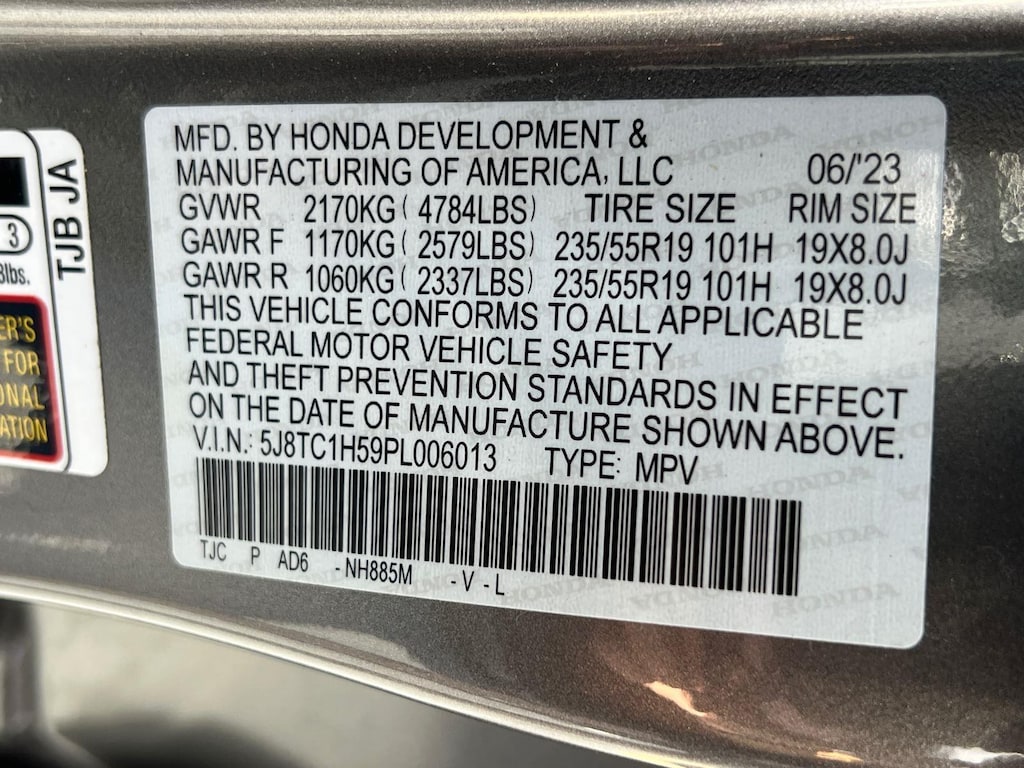 MFD. BY HONDA DEVELOPMENT &
MANUFACTURING OF AMERICA, LLC 06/'23
GVWR 2170KG ( 4784LBS) TIRE SIZE RIM SIZE
GAWR F 1170KG ( 2579LBS) 235/55R19 101H 19X8.0J
GAWR R 1060KG ( 2337LBS) 235/55R19 101H 19X8.0J
THIS VEHICLE CONFORMS TO ALL APPLICABLE
FEDERAL MOTOR VEHICLE SAFETY
AND THEFT PREVENTION STANDARDS IN EFFECT
ON THE DATE OF MANUFACTURE SHOWN ABOVE.
V.I.N.: 5J8TC1H59PL006013 TYPE: MPV
TJC P AD6 -NH885M -V-L
TJB JA
3
lbs.
FOR